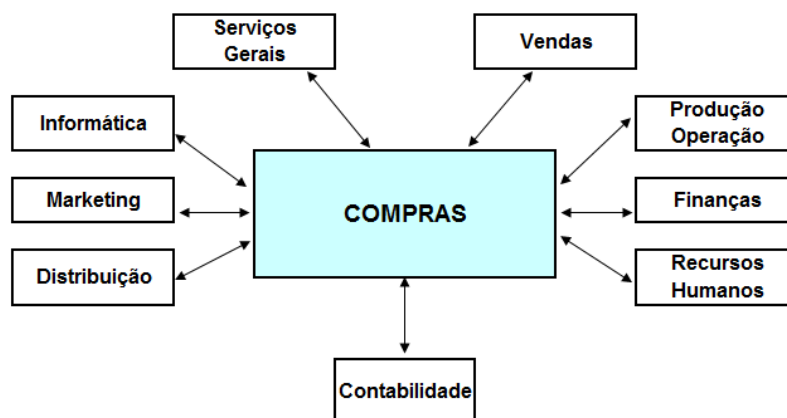 Serviços
Gerais
Vendas
Informática
Produção
Operação
Marketing
COMPRAS
Finanças
Distribuição
Recursos
Humanos
Contabilidade